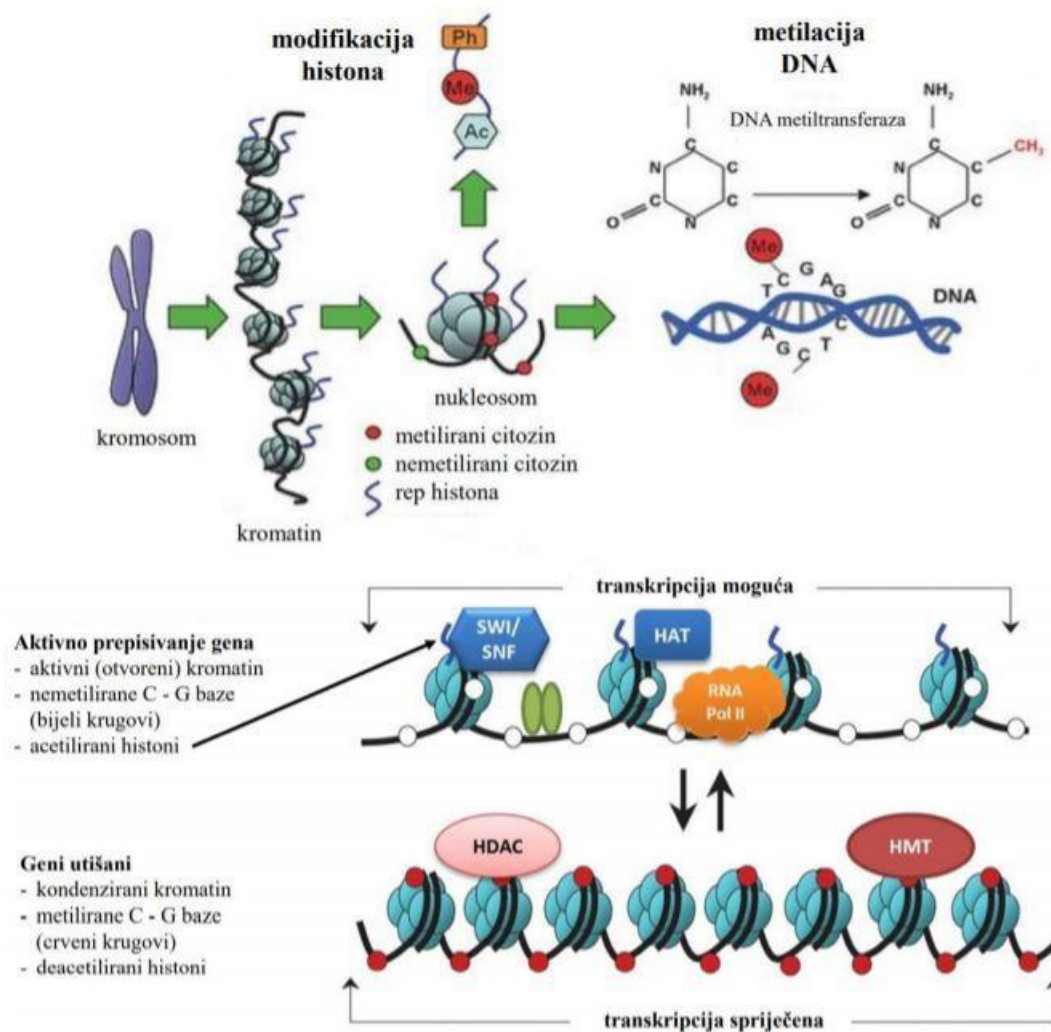 modifikacija
histona
Ph
Me
Ac
metilacija
DNA
NH₂
DNA metiltransferaza
NH₂
C
N
C
C
C
N
O
C
N
C
CH₃
C
C
N
O
kromosom
kromatin
nukleosom
metilirani citozin
nemetilirani citozin
rep histona
Me
T C G A G
DNA
A G C T C
Me
transkripcija moguća
Aktivno prepisivanje gena
- aktivni (otvoreni) kromatin
- nemetilirane C - G baze
(bijeli krugovi)
- acetilirani histoni
SWI/
SNF
HAT
RNA
Pol II
Geni utišani
- kondenzirani kromatin
- metilirane C - G baze
(crveni krugovi)
- deacetilirani histoni
HDAC
HMT
transkripcija spriječena